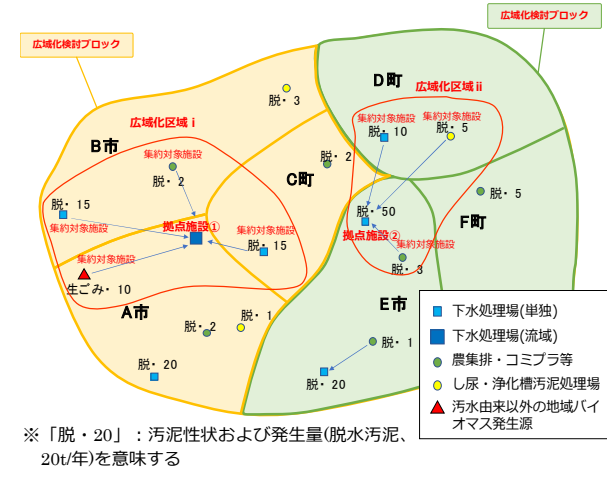 広域化検討ブロック
広域化検討ブロック
D町
広域化区域ii
脱・3
広域化区域 i
集約対象施設
集約対象施設
脱・10
脱・5
B市
集約対象施設
脱・2
C町
脱・2
脱・5
脱・15
集約対象施設
拠点施設①
脱・50
F町
集約対象施設
拠点施設②
脱・15
集約対象施設
集約対象施設
脱・3
生ごみ・10
A市
E市
脱・2
脱・1
脱・1
脱・20
脱・20
下水処理場(単独)
下水処理場(流域)
農集排・コミプラ等
し尿・浄化槽汚泥処理場
汚水由来以外の地域バイ
オマス発生源
※「脱・20」：汚泥性状および発生量(脱水汚泥、
20t/年)を意味する